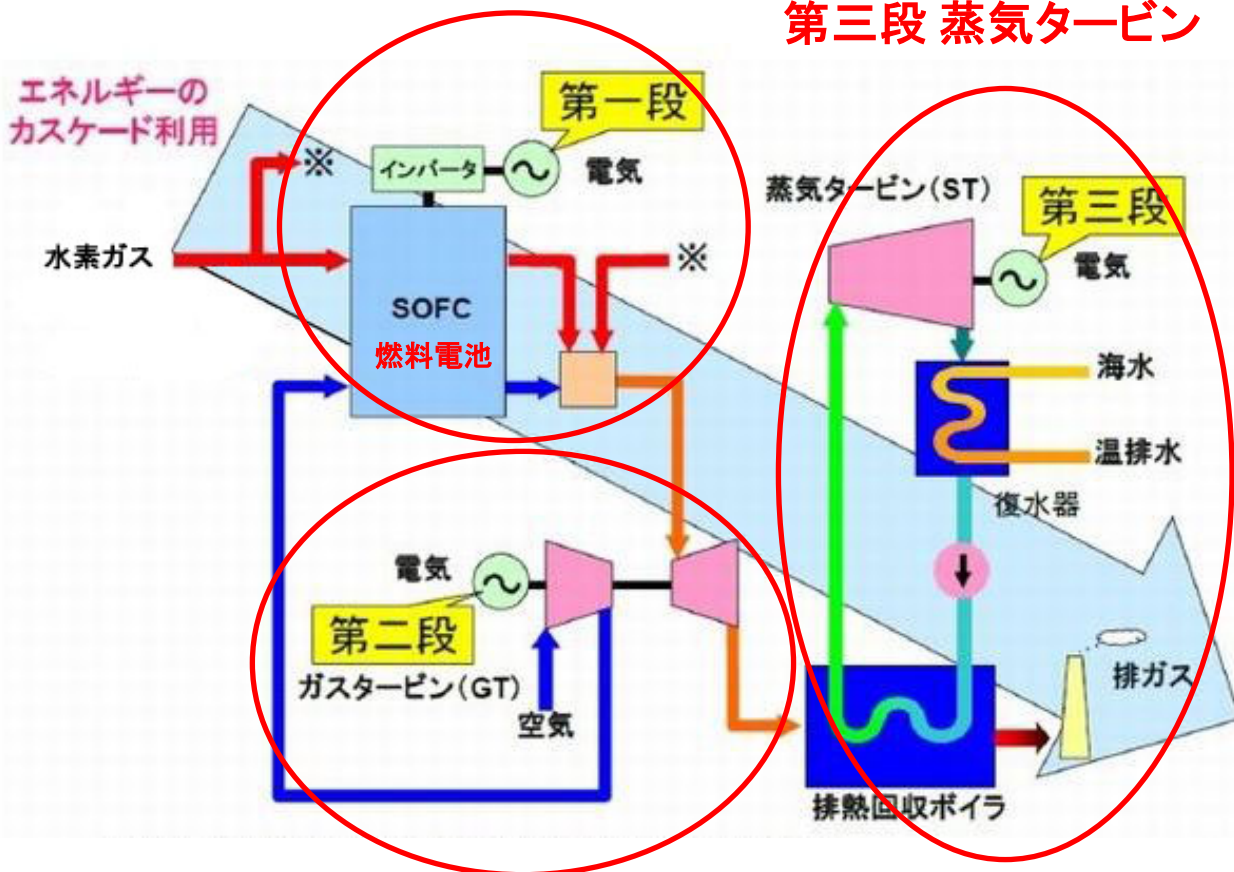 第三段 蒸気タービン
エネルギーの
カスケード利用
第一段
※
インバータ
電気
水素ガス
※
SOFC
燃料電池
蒸気タービン(ST)
第三段
電気
海水
温排水
復水器
電気
第二段
ガスタービン(GT)
空気
排ガス
排熱回収ボイラ